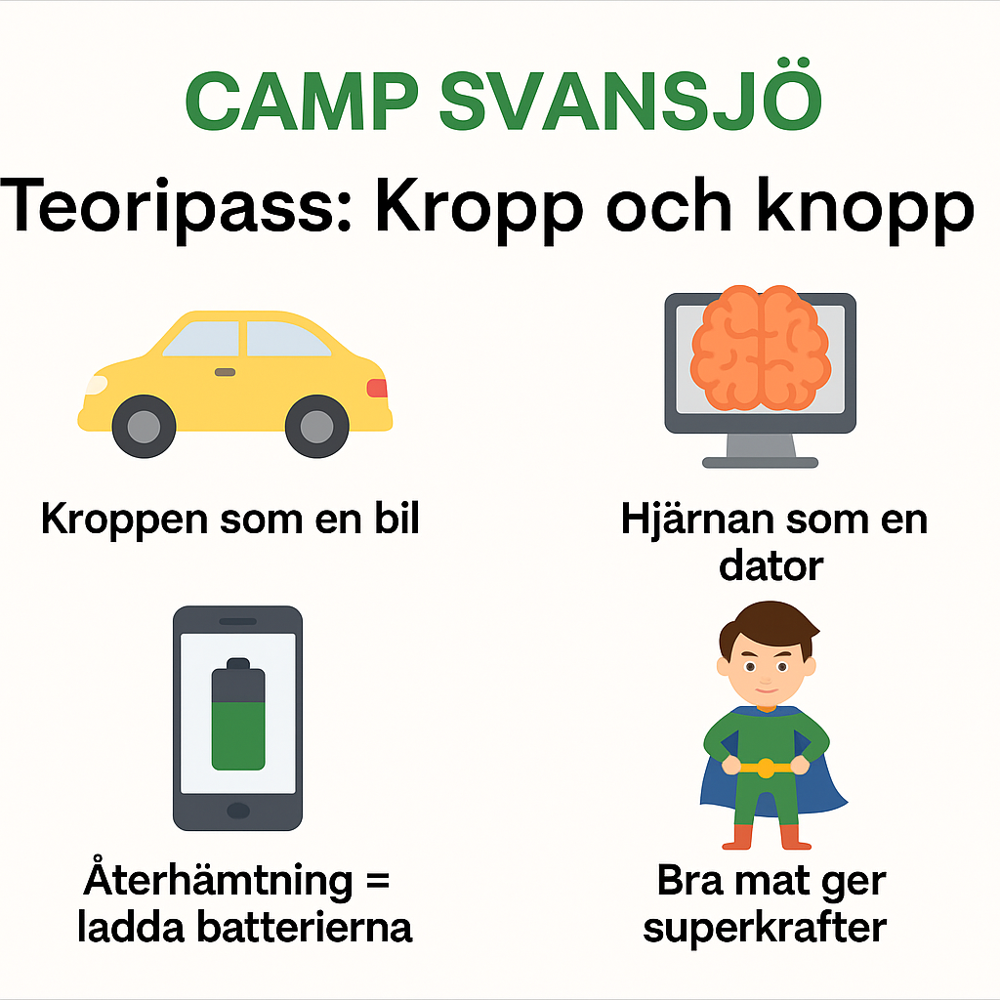 CAMP SVANSJÖ
Teoripass: Kropp och knopp
Kroppen som en bil
Hjärnan som en
dator
Återhämtning =
ladda batterierna
Bra mat ger
superkrafter